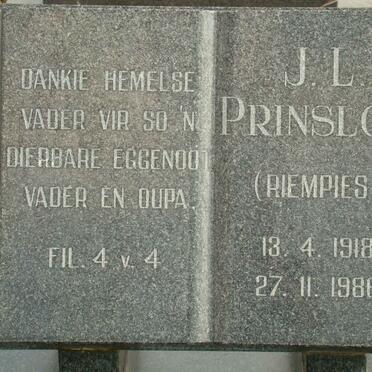 DANKIE HEMELSE
VADER VIR SO 'N
DIERBARE EGGENOOT
VADER EN OUPA.
FIL. 4 v. 4
J. L.
PRINSLO
(RIEMPIES
13. 4. 1918
27. 11. 1986